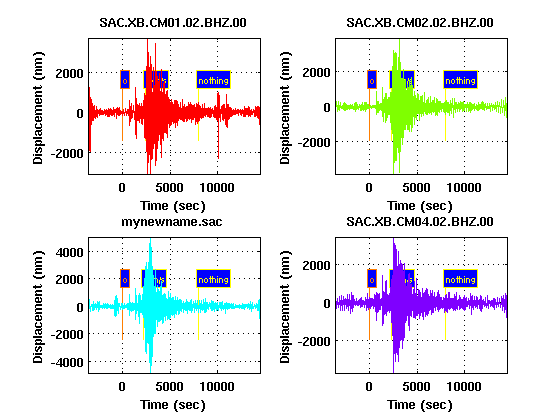 SAC.XB.CM01.02.BHZ.00
Displacement (nm)
2000
0
-2000
o
/s
nothing
0
5000
10000
Time (sec)
SAC.XB.CM02.02.BHZ.00
Displacement (nm)
2000
0
-2000
o
/s
nothing
0
5000
10000
Time (sec)
mynewname.sac
Displacement (nm)
4000
2000
0
-2000
-4000
o
/s
nothing
0
5000
10000
Time (sec)
SAC.XB.CM04.02.BHZ.00
Displacement (nm)
2000
0
-2000
o
/s
nothing
0
5000
10000
Time (sec)